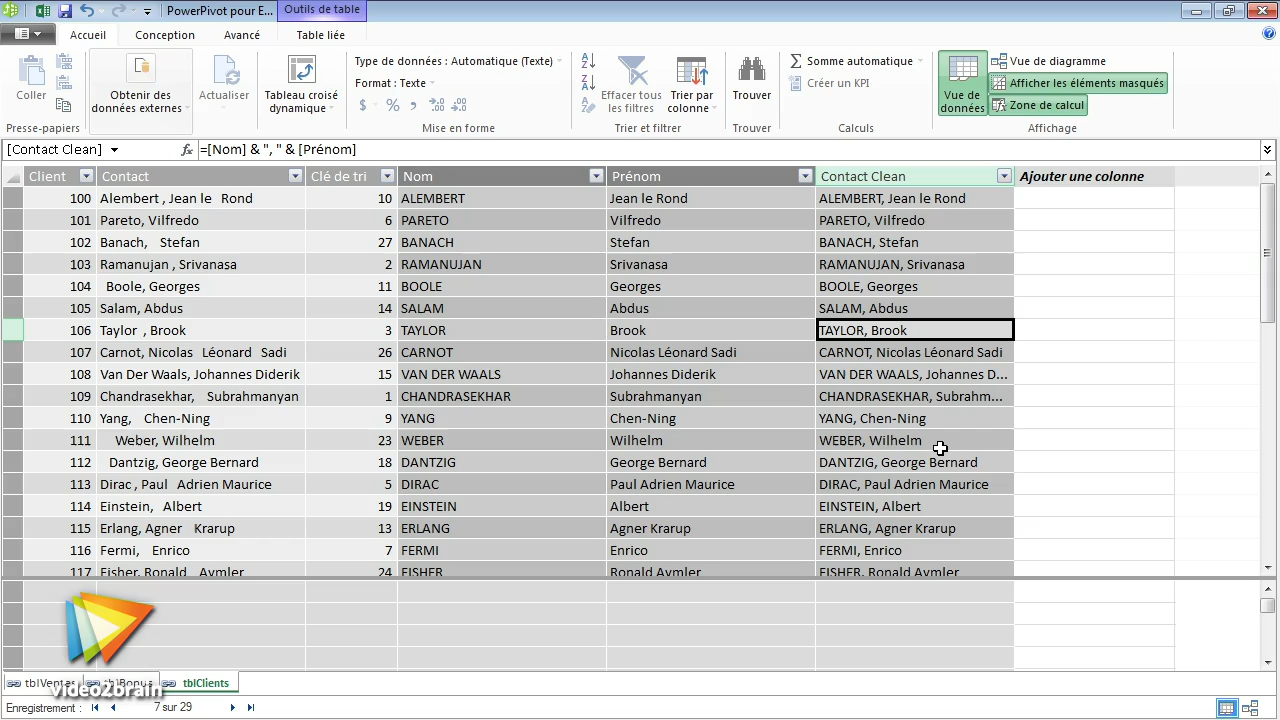 PowerPivot pour E...
Outils de table
Accueil
Conception
Avancé
Table liée
Coller
Presse-papiers
Obtenir des
données externes
Actualiser
Tableau croisé
dynamique
Type de données : Automatique (Texte)
Format : Texte
$ % ,
Mise en forme
Effacer tous
les filtres
Trier par
colonne
Trier et filtrer
Trouver
Trouver
Somme automatique
Créer un KPI
Calculs
Vue de
données
Vue de diagramme
Afficher les éléments masqués
Zone de calcul
Affichage
[Contact Clean] fx =[Nom] & ", " & [Prénom]
Client Contact Clé de tri Nom Prénom Contact Clean Ajouter une colonne
100 Alembert , Jean le   Rond 10 ALEMBERT Jean le Rond ALEMBERT, Jean le Rond
101 Pareto, Vilfredo 6 PARETO Vilfredo PARETO, Vilfredo
102 Banach,   Stefan 27 BANACH Stefan BANACH, Stefan
103 Ramanujan , Srivanasa 2 RAMANUJAN Srivanasa RAMANUJAN, Srivanasa
104 Boole, Georges 11 BOOLE Georges BOOLE, Georges
105 Salam, Abdus 14 SALAM Abdus SALAM, Abdus
106 Taylor  , Brook 3 TAYLOR Brook TAYLOR, Brook
107 Carnot, Nicolas   Léonard   Sadi 26 CARNOT Nicolas Léonard Sadi CARNOT, Nicolas Léonard Sadi
108 Van Der Waals, Johannes Diderik 15 VAN DER WAALS Johannes Diderik VAN DER WAALS, Johannes D...
109 Chandrasekhar,   Subrahmanyan 1 CHANDRASEKHAR Subrahmanyan CHANDRASEKHAR, Subrahm...
110 Yang,   Chen-Ning 9 YANG Chen-Ning YANG, Chen-Ning
111 Weber, Wilhelm 23 WEBER Wilhelm WEBER, Wilhelm
112 Dantzig, George Bernard 18 DANTZIG George Bernard DANTZIG, George Bernard
113 Dirac , Paul   Adrien Maurice 5 DIRAC Paul Adrien Maurice DIRAC, Paul Adrien Maurice
114 Einstein,   Albert 19 EINSTEIN Albert EINSTEIN, Albert
115 Erlang, Agner   Krarup 13 ERLANG Agner Krarup ERLANG, Agner Krarup
116 Fermi,   Enrico 7 FERMI Enrico FERMI, Enrico
117 Fisher, Ronald   Aymler 24 FISHER Ronald Aymler FISHER, Ronald Aymler
tblVentes tblBonus tblClients
video2brain
Enregistrement : 7 sur 29